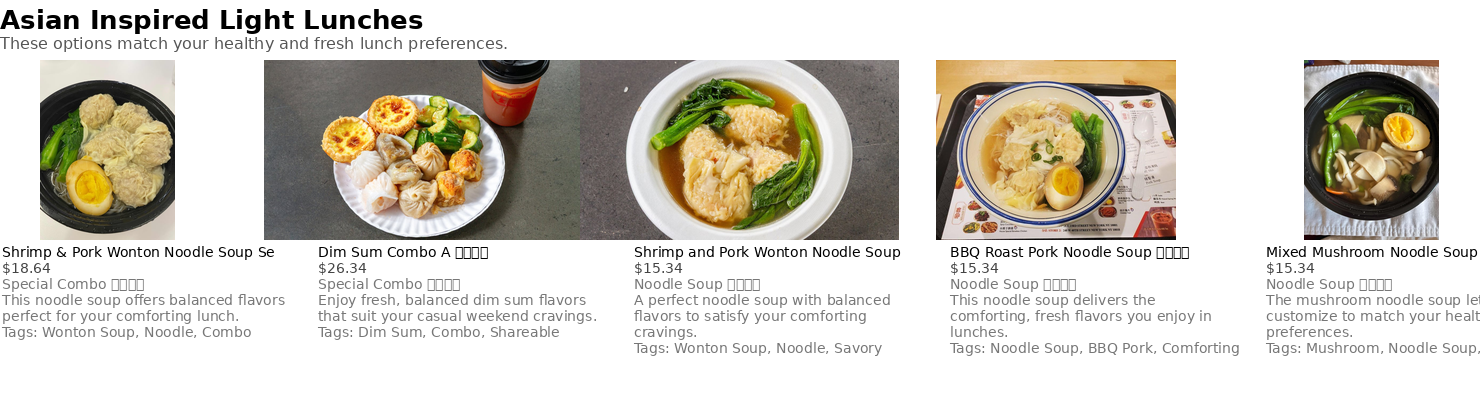 Asian Inspired Light Lunches
These options match your healthy and fresh lunch preferences.
Shrimp & Pork Wonton Noodle Soup Se
$18.64
Special Combo
This noodle soup offers balanced flavors
perfect for your comforting lunch.
Tags: Wonton Soup, Noodle, Combo
Dim Sum Combo A
$26.34
Special Combo
Enjoy fresh, balanced dim sum flavors
that suit your casual weekend cravings.
Tags: Dim Sum, Combo, Shareable
Shrimp and Pork Wonton Noodle Soup
$15.34
Noodle Soup
A perfect noodle soup with balanced
flavors to satisfy your comforting
cravings.
Tags: Wonton Soup, Noodle, Savory
BBQ Roast Pork Noodle Soup
$15.34
Noodle Soup
This noodle soup delivers the
comforting, fresh flavors you enjoy in
lunches.
Tags: Noodle Soup, BBQ Pork, Comforting
Mixed Mushroom Noodle Soup
$15.34
Noodle Soup
The mushroom noodle soup
customize to match your
preferences.
Tags: Mushroom, Noodle Soup,